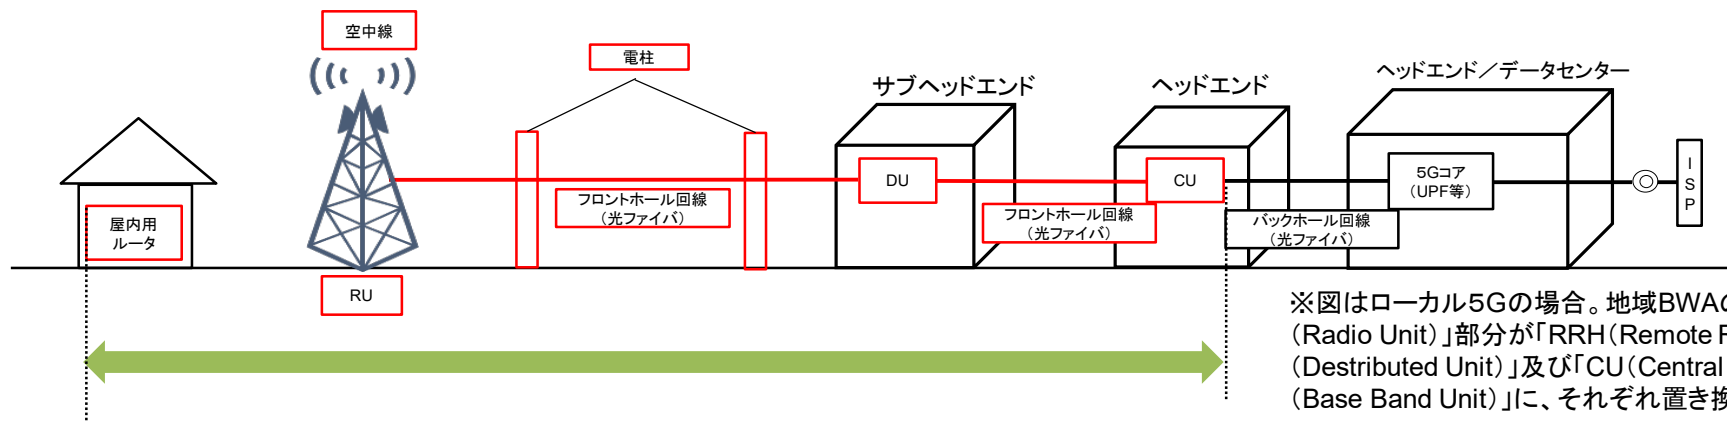 空中線
電柱
サブヘッドエンド
ヘッドエンド
ヘッドエンド／データセンター
屋内用
ルータ
RU
フロントホール回線
（光ファイバ）
DU
フロントホール回線
（光ファイバ）
CU
バックホール回線
（光ファイバ）
5Gコア
（UPF等）
ISP
※図はローカル5Gの場合。地域BWAの
（Radio Unit）」部分が「RRH（Remote
（Destributed Unit）」及び「CU（Central
（Base Band Unit）」に、それぞれ置き換